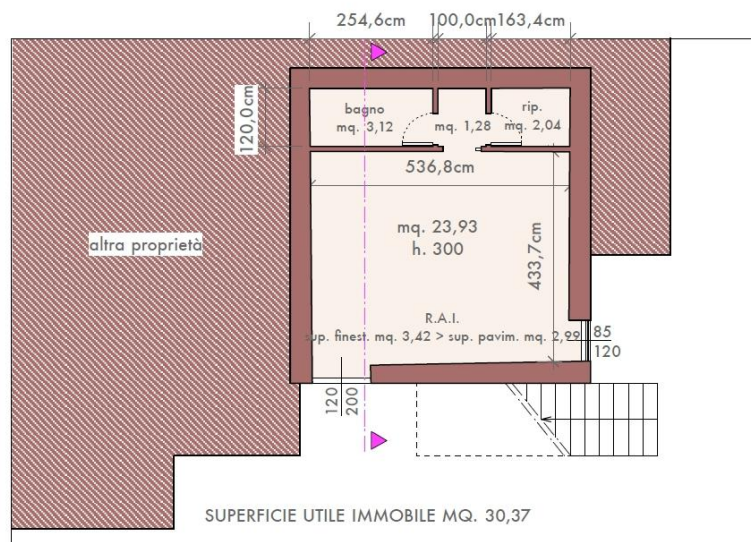 254,6cm 100,0cm 163,4cm
120,0cm
bagno
mq. 3,12
mq. 1,28
rip.
mq. 2,04
536,8cm
altra proprietà
mq. 23,93
h. 300
433,7cm
R.A.I.
sup. finest. mq. 3,42 > sup. pavim. mq. 2,99
85
120
120
200
SUPERFICIE UTILE IMMOBILE MQ. 30,37